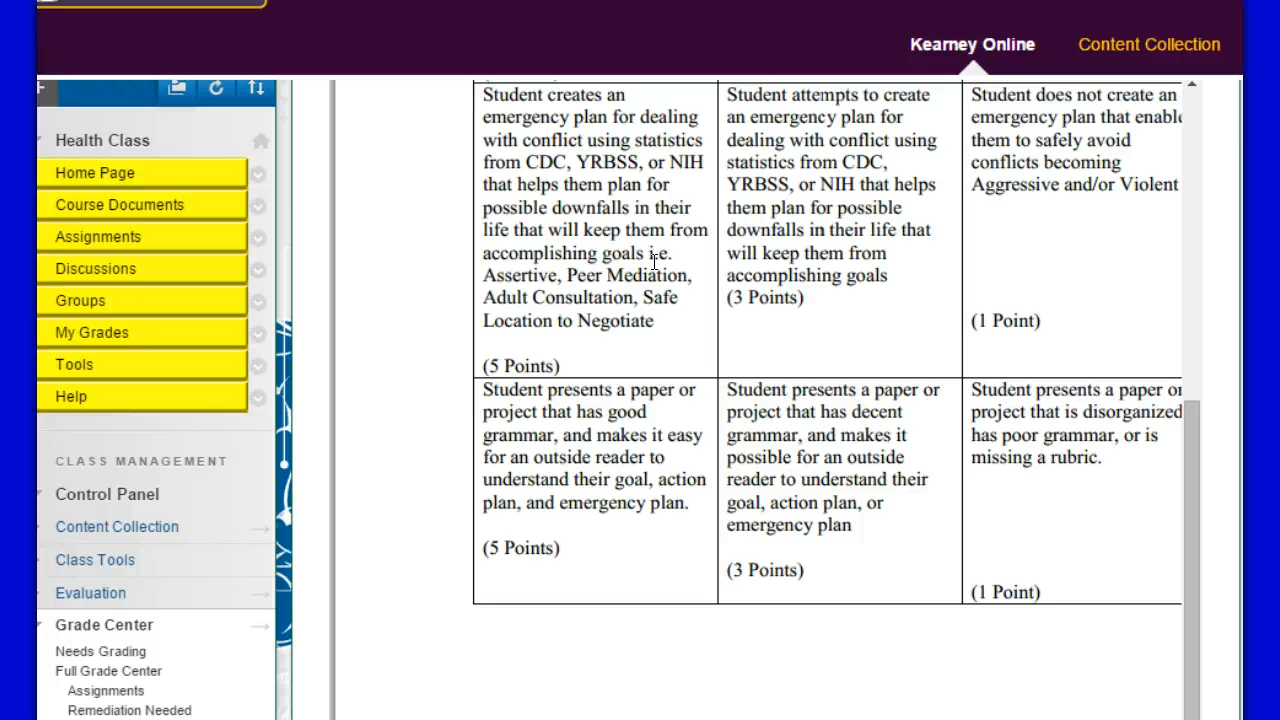 Kearney Online
Content Collection
Health Class
Home Page
Course Documents
Assignments
Discussions
Groups
My Grades
Tools
Help
CLASS MANAGEMENT
Control Panel
Content Collection
Class Tools
Evaluation
Grade Center
Needs Grading
Full Grade Center
Assignments
Remediation Needed
Student creates an
emergency plan for dealing
with conflict using statistics
from CDC, YRBSS, or NIH
that helps them plan for
possible downfalls in their
life that will keep them from
accomplishing goals i.e.
Assertive, Peer Mediation,
Adult Consultation, Safe
Location to Negotiate
(5 Points)
Student attempts to create
an emergency plan for
dealing with conflict using
statistics from CDC,
YRBSS, or NIH that helps
them plan for possible
downfalls in their life that
will keep them from
accomplishing goals
(3 Points)
Student does not create an
emergency plan that enable
them to safely avoid
conflicts becoming
Aggressive and/or Violent
(1 Point)
Student presents a paper or
project that has good
grammar, and makes it easy
for an outside reader to
understand their goal, action
plan, and emergency plan.
(5 Points)
Student presents a paper or
project that has decent
grammar, and makes it
possible for an outside
reader to understand their
goal, action plan, or
emergency plan
(3 Points)
Student presents a paper or
project that is disorganized
has poor grammar, or is
missing a rubric.
(1 Point)